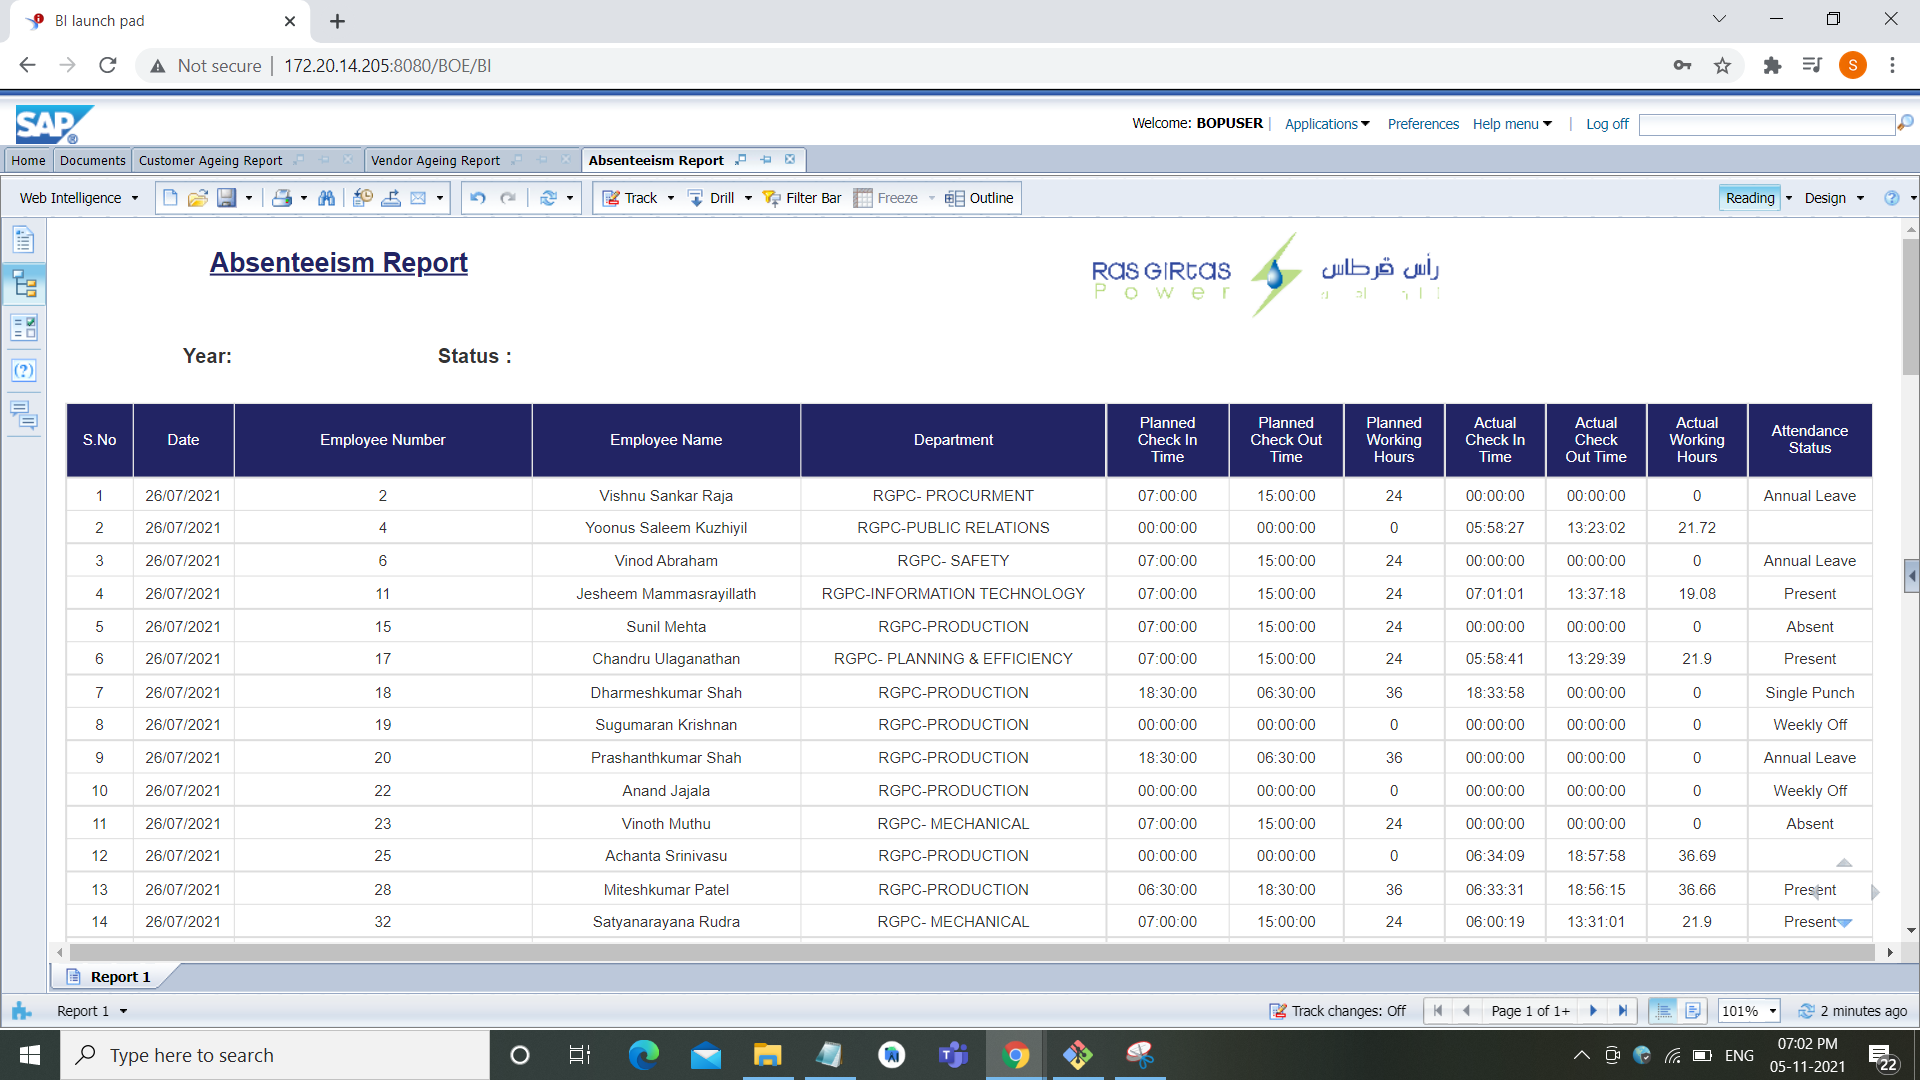 BI launch pad
Not secure | 172.20.14.205:8080/BOE/BI S
SAP ®
Welcome: BOPUSER | Applications Preferences Help menu | Log off
Home Documents Customer Ageing Report Vendor Ageing Report Absenteeism Report
Web Intelligence Track Drill Filter Bar Freeze Outline Reading Design
Absenteeism Report
Ras Girtas رأس قرطاس
Power
Year: Status :
S.No Date Employee Number Employee Name Department Planned Check In Time Planned Check Out Time Planned Working Hours Actual Check In Time Actual Check Out Time Actual Working Hours Attendance Status
1 26/07/2021 2 Vishnu Sankar Raja RGPC- PROCURMENT 07:00:00 15:00:00 24 00:00:00 00:00:00 0 Annual Leave
2 26/07/2021 4 Yoonus Saleem Kuzhiyil RGPC-PUBLIC RELATIONS 00:00:00 00:00:00 0 05:58:27 13:23:02 21.72
3 26/07/2021 6 Vinod Abraham RGPC- SAFETY 07:00:00 15:00:00 24 00:00:00 00:00:00 0 Annual Leave
4 26/07/2021 11 Jesheem Mammasrayillath RGPC-INFORMATION TECHNOLOGY 07:00:00 15:00:00 24 07:01:01 13:37:18 19.08 Present
5 26/07/2021 15 Sunil Mehta RGPC-PRODUCTION 07:00:00 15:00:00 24 00:00:00 00:00:00 0 Absent
6 26/07/2021 17 Chandru Ulaganathan RGPC- PLANNING & EFFICIENCY 07:00:00 15:00:00 24 05:58:41 13:29:39 21.9 Present
7 26/07/2021 18 Dharmeshkumar Shah RGPC-PRODUCTION 18:30:00 06:30:00 36 18:33:58 00:00:00 0 Single Punch
8 26/07/2021 19 Sugumaran Krishnan RGPC-PRODUCTION 00:00:00 00:00:00 0 00:00:00 00:00:00 0 Weekly Off
9 26/07/2021 20 Prashanthkumar Shah RGPC-PRODUCTION 18:30:00 06:30:00 36 00:00:00 00:00:00 0 Annual Leave
10 26/07/2021 22 Anand Jajala RGPC-PRODUCTION 00:00:00 00:00:00 0 00:00:00 00:00:00 0 Weekly Off
11 26/07/2021 23 Vinoth Muthu RGPC- MECHANICAL 07:00:00 15:00:00 24 00:00:00 00:00:00 0 Absent
12 26/07/2021 25 Achanta Srinivasu RGPC-PRODUCTION 00:00:00 00:00:00 0 06:34:09 18:57:58 36.69
13 26/07/2021 28 Miteshkumar Patel RGPC-PRODUCTION 06:30:00 18:30:00 36 06:33:31 18:56:15 36.66 Present
14 26/07/2021 32 Satyanarayana Rudra RGPC- MECHANICAL 07:00:00 15:00:00 24 06:00:19 13:31:01 21.9 Present
Report 1
Report 1 Track changes: Off Page 1 of 1+ 101% 2 minutes ago
Type here to search ENG 07:02 PM
05-11-2021 22